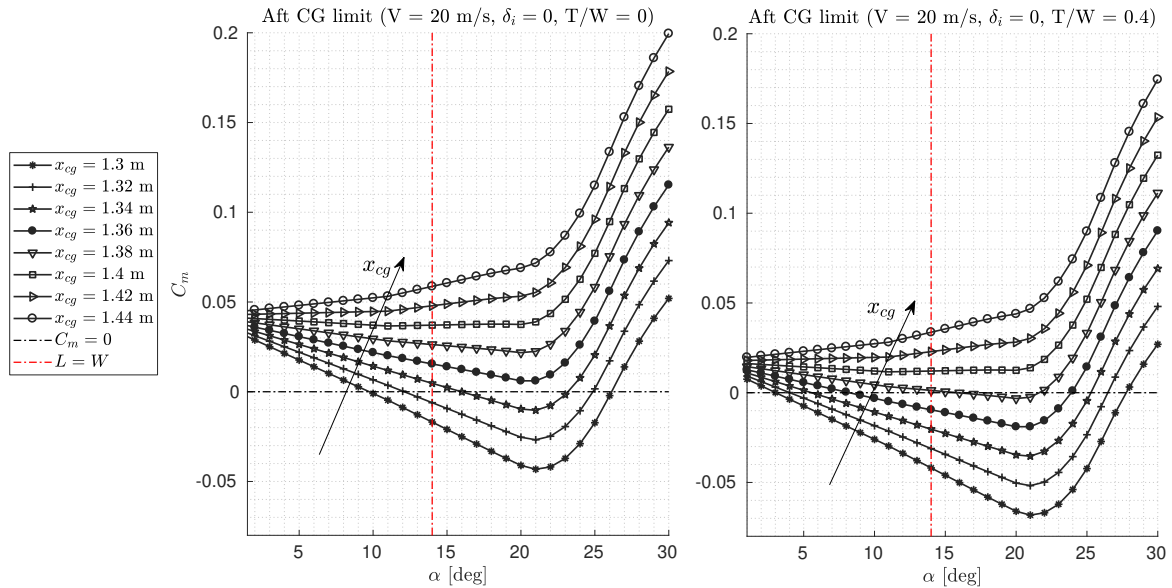 Aft CG limit (V = 20 m/s, δᵢ = 0, T/W = 0)
0.2
0.15
0.1
0.05
0
-0.05
5
10
15
20
25
30
C_m
α [deg]
x_cg
x_cg = 1.3 m
x_cg = 1.32 m
x_cg = 1.34 m
x_cg = 1.36 m
x_cg = 1.38 m
x_cg = 1.4 m
x_cg = 1.42 m
x_cg = 1.44 m
C_m = 0
L = W
Aft CG limit (V = 20 m/s, δᵢ = 0, T/W = 0.4)
0.2
0.15
0.1
0.05
0
-0.05
5
10
15
20
25
30
α [deg]
x_cg